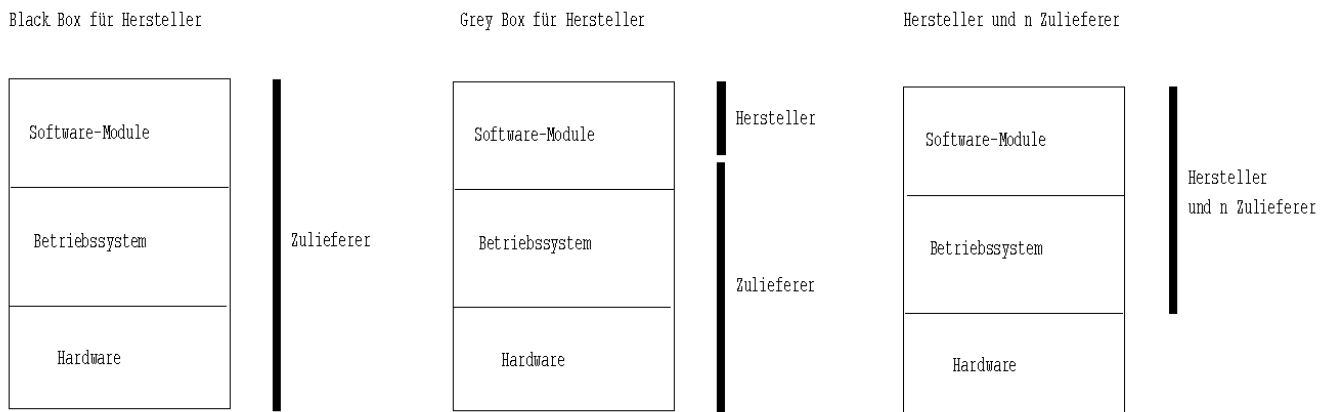 Black Box für Hersteller
Software-Module
Betriebssystem
Hardware
Zulieferer
Grey Box für Hersteller
Software-Module
Betriebssystem
Hardware
Hersteller
Zulieferer
Hersteller und n Zulieferer
Software-Module
Betriebssystem
Hardware
Hersteller
und n Zulieferer